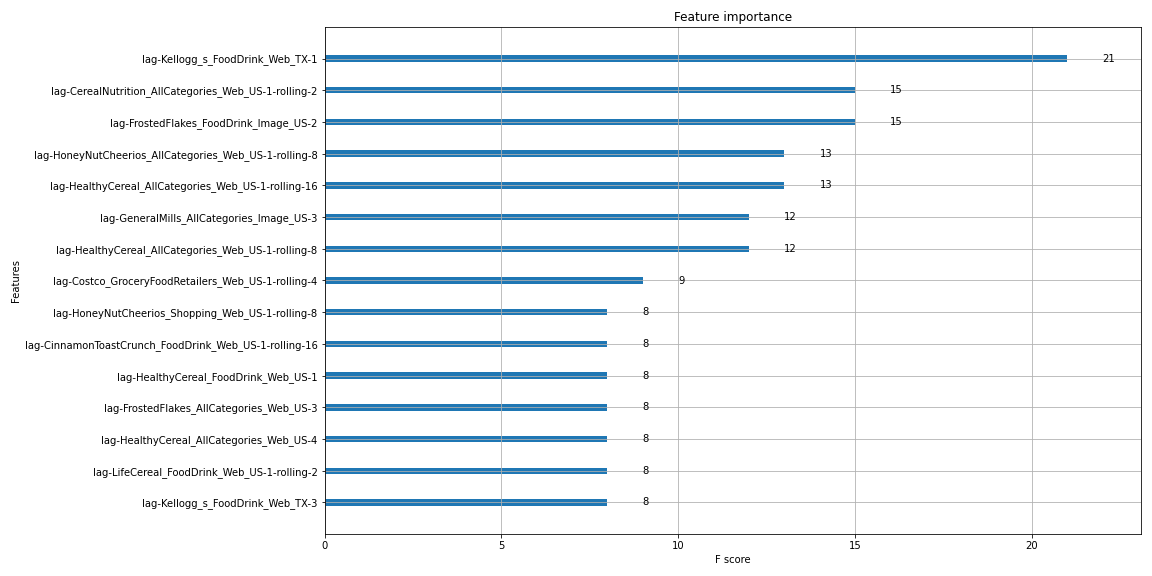 Feature importance
lag-Kellogg_s_FoodDrink_Web_TX-1 21
lag-CerealNutrition_AllCategories_Web_US-1-rolling-2 15
lag-FrostedFlakes_FoodDrink_Image_US-2 15
lag-HoneyNutCheerios_AllCategories_Web_US-1-rolling-8 13
lag-HealthyCereal_AllCategories_Web_US-1-rolling-16 13
lag-GeneralMills_AllCategories_Image_US-3 12
lag-HealthyCereal_AllCategories_Web_US-1-rolling-8 12
lag-Costco_GroceryFoodRetailers_Web_US-1-rolling-4 9
lag-HoneyNutCheerios_Shopping_Web_US-1-rolling-8 8
lag-CinnamonToastCrunch_FoodDrink_Web_US-1-rolling-16 8
lag-HealthyCereal_FoodDrink_Web_US-1 8
lag-FrostedFlakes_AllCategories_Web_US-3 8
lag-HealthyCereal_AllCategories_Web_US-4 8
lag-LifeCereal_FoodDrink_Web_US-1-rolling-2 8
lag-Kellogg_s_FoodDrink_Web_TX-3 8
Features
0 5 10 15 20
F score